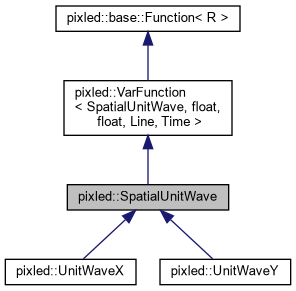 pixled::base::Function< R >
pixled::VarFunction
< SpatialUnitWave, float,
float, Line, Time >
pixled::SpatialUnitWave
pixled::UnitWaveX
pixled::UnitWaveY